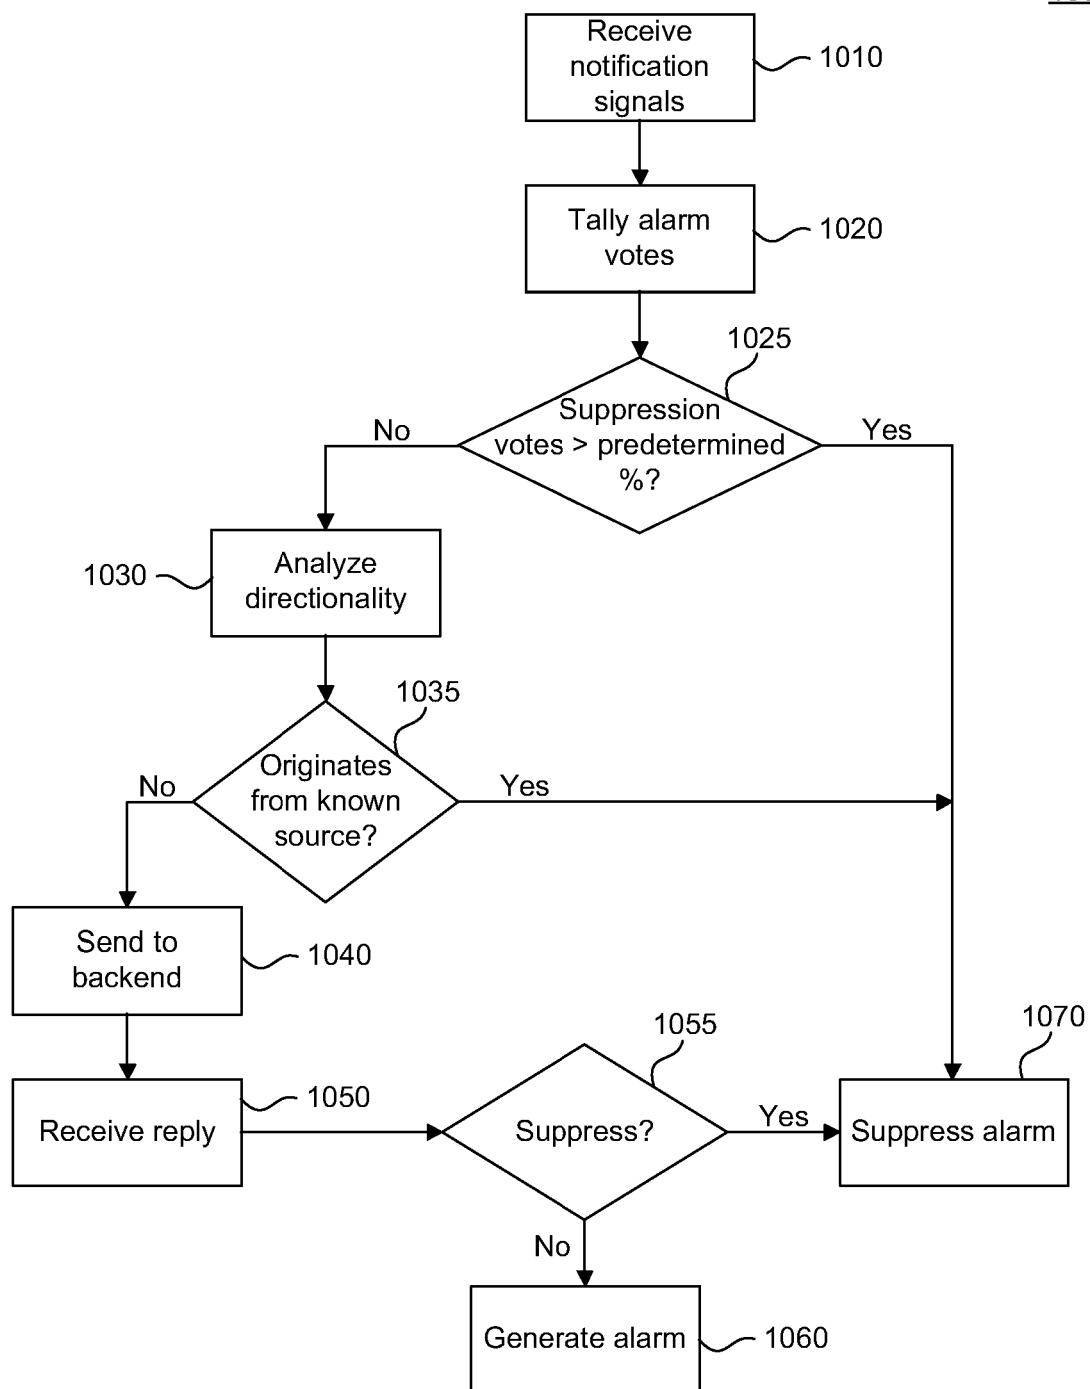 Receive
notification
signals
1010
Tally alarm
votes
1020
1025
Suppression
votes > predetermined
%?
No
Yes
Analyze
directionality
1030
1035
Originates
from known
source?
No
Yes
Send to
backend
1040
1055
1070
Receive reply
1050
Suppress?
Yes
Suppress alarm
No
Generate alarm
1060